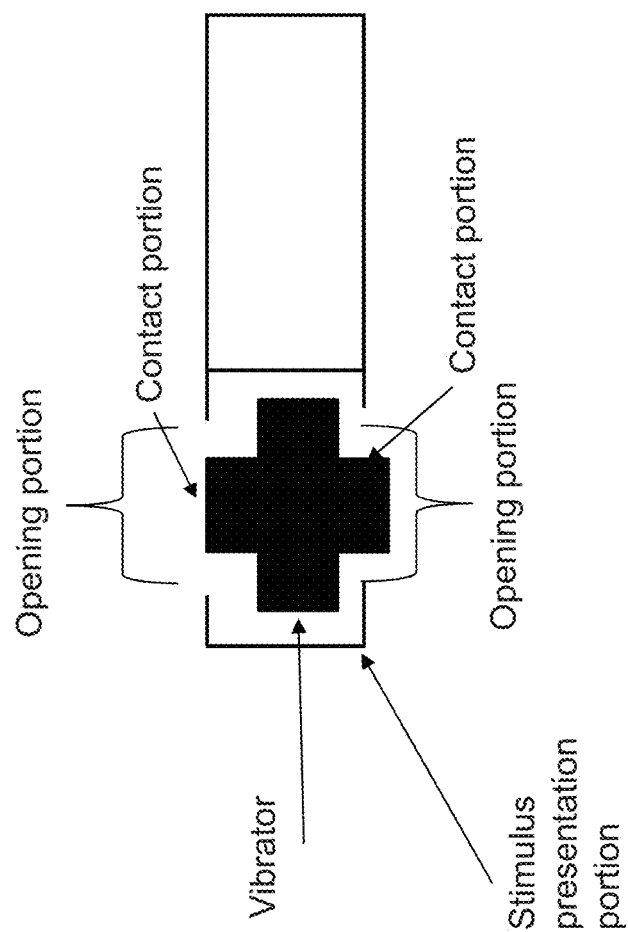 Opening portion
Contact portion
Vibrator
Stimulus
presentation
portion
Opening portion
Contact portion